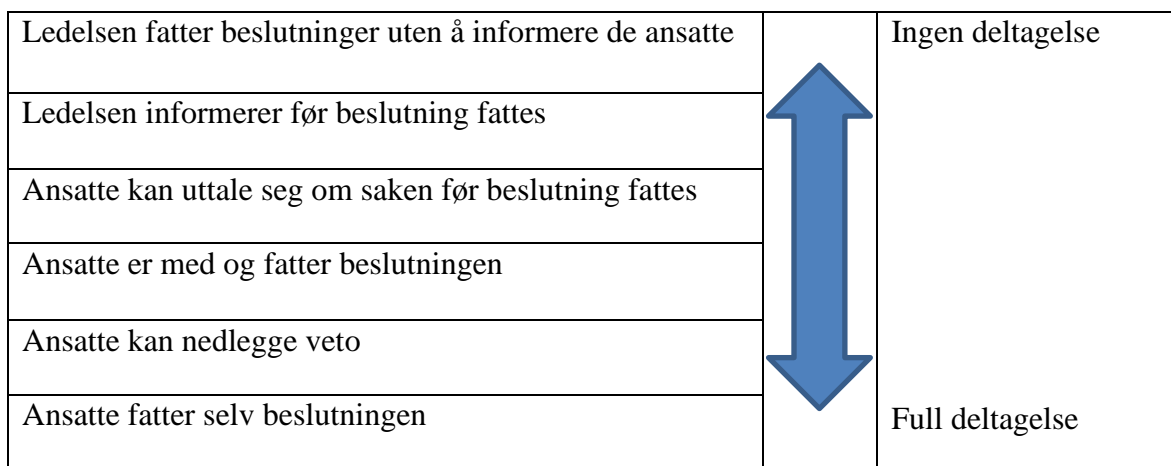 Ledelsen fatter beslutninger uten å informere de ansatte
Ingen deltagelse
Ledelsen informerer før beslutning fattes
Ansatte kan uttale seg om saken før beslutning fattes
Ansatte er med og fatter beslutningen
Ansatte kan nedlegge veto
Ansatte fatter selv beslutningen
Full deltagelse